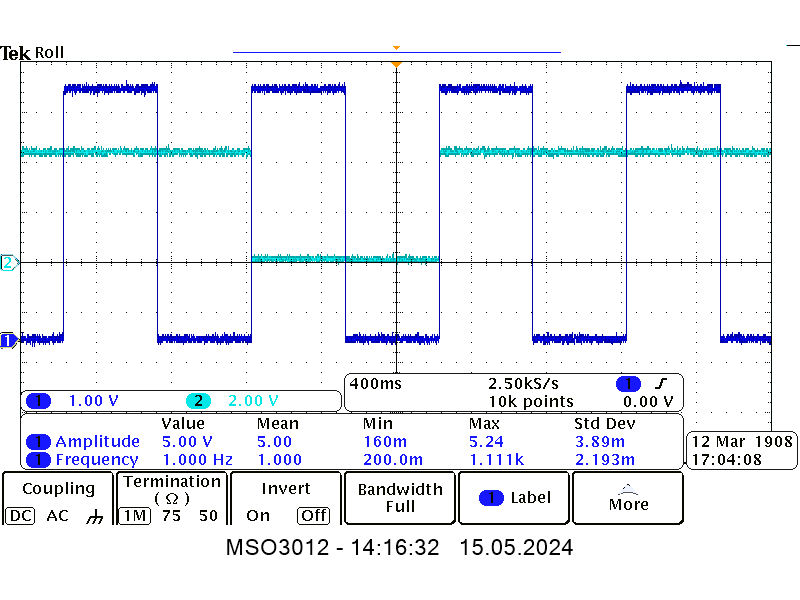 Tek Roll
2
1
1 1.00 V 2 2.00 V
400ms 2.50kS/s 1
10k points 0.00 V
Value Mean Min Max Std Dev
1 Amplitude 5.00 V 5.00 160m 5.24 3.89m
1 Frequency 1.000 Hz 1.000 200.0m 1.111k 2.193m
12 Mar 1908
17:04:08
Coupling
DC AC
Termination
(Ω)
1M 75 50
Invert
On Off
Bandwidth
Full
1 Label
More
MSO3012 - 14:16:32 15.05.2024